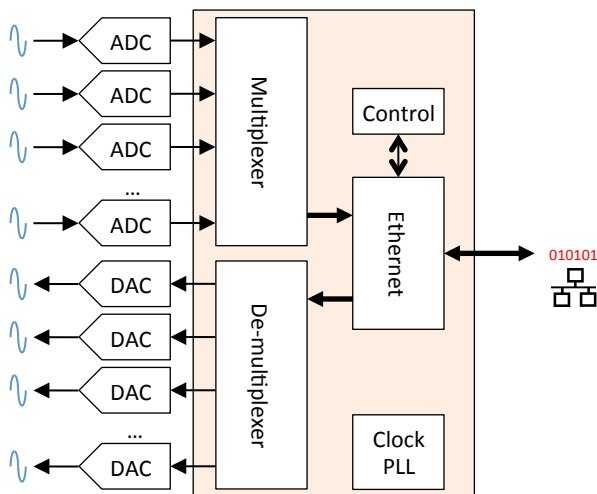 ADC
ADC
ADC
...
ADC
Multiplexer
Control
Ethernet
010101
DAC
DAC
DAC
...
DAC
De-multiplexer
Clock
PLL